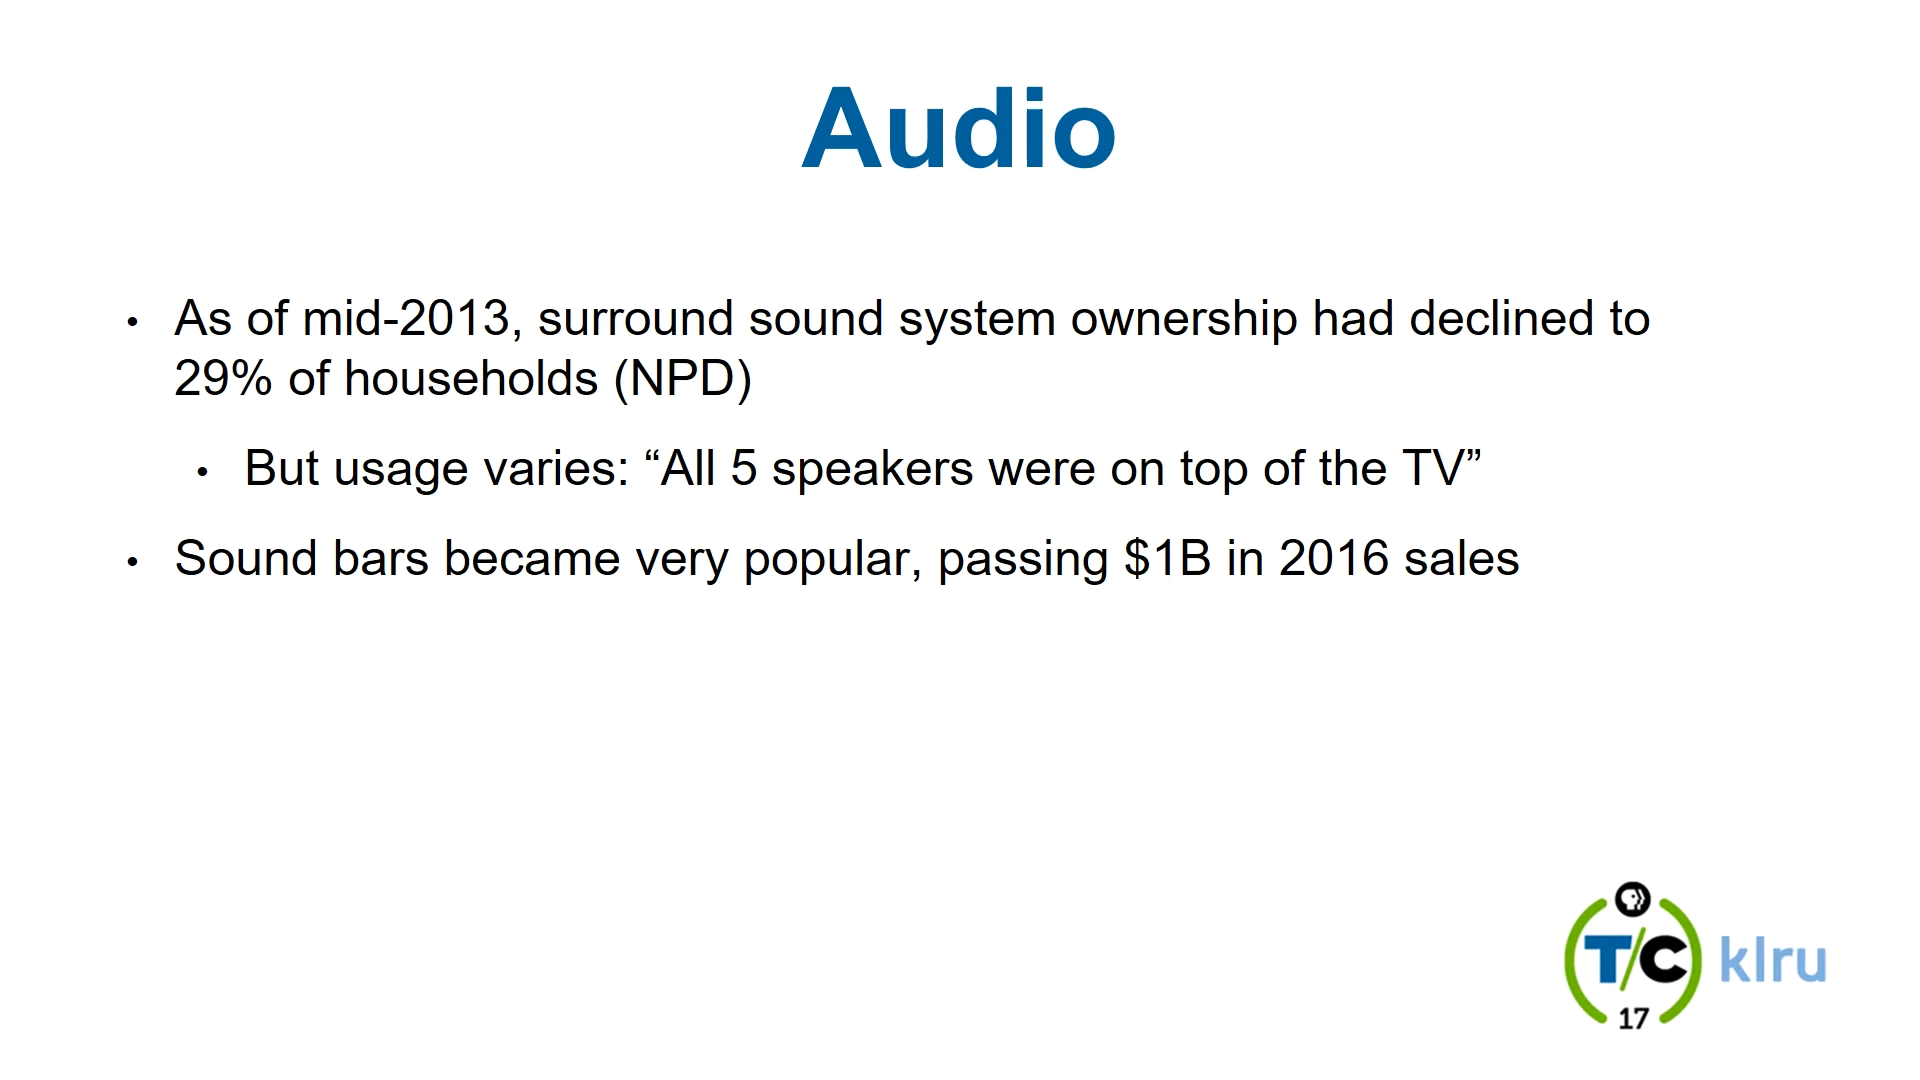 Audio
• As of mid-2013, surround sound system ownership had declined to
29% of households (NPD)
• But usage varies: “All 5 speakers were on top of the TV”
• Sound bars became very popular, passing $1B in 2016 sales
T/C
klru
17